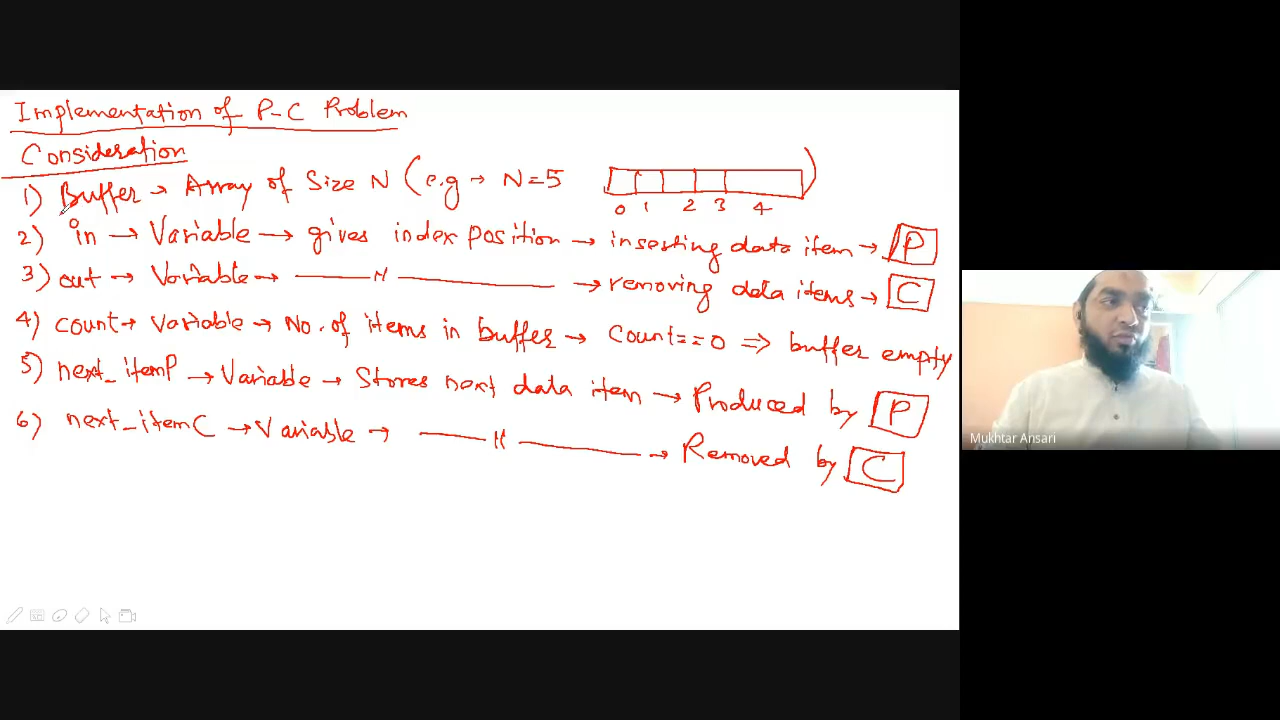 Implementation of P-C Problem
Consideration
1) Buffer → Array of Size N (e.g → N=5 )
0 1 2 3 4
2) in → Variable → gives index position → inserting data item → P
3) out → Variable → ——〃—— → removing data items → C
4) count → variable → No. of items in buffer → Count==0 => buffer empty
5) next_itemP → Variable → Stores next data item → Produced by P
6) next_itemC → Variable → ——〃—— → Removed by C
Mukhtar Ansari